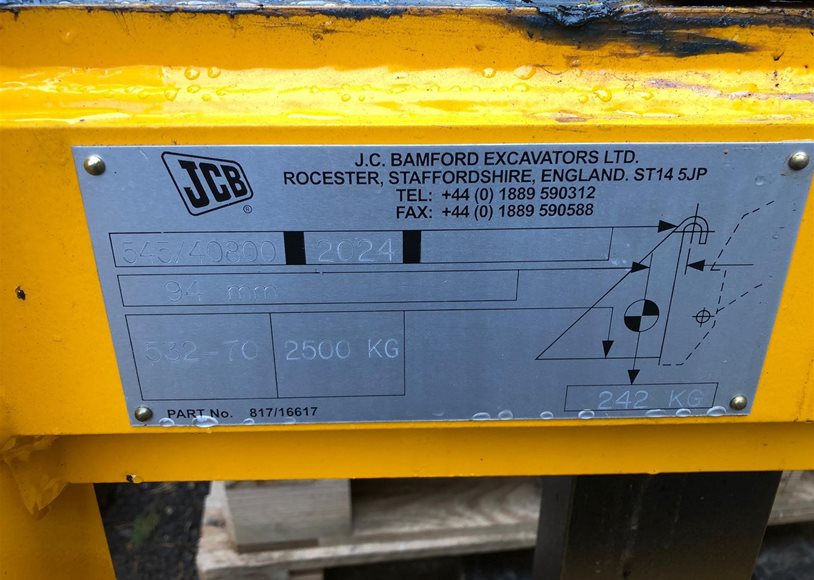 JCB
®
J.C. BAMFORD EXCAVATORS LTD.
ROCESTER, STAFFORDSHIRE, ENGLAND. ST14 5JP
TEL: +44 (0) 1889 590312
FAX: +44 (0) 1889 590588
545/40800 2024
94 mm
532-70 2500 KG
242 KG
PART No. 817/16617